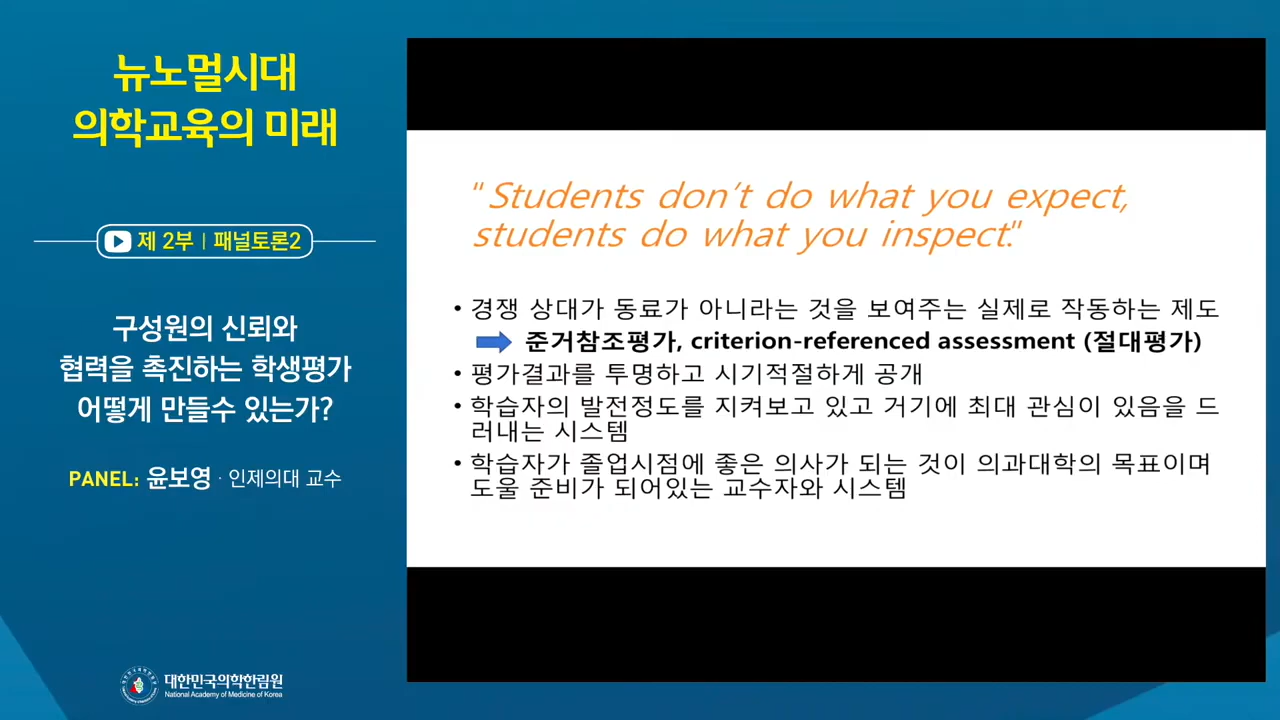 뉴노멀시대
의학교육의 미래
제 2부 | 패널토론2
구성원의 신뢰와
협력을 촉진하는 학생평가
어떻게 만들수 있는가?
PANEL: 윤보영 · 인제의대 교수
대한민국의학한림원
National Academy of Medicine of Korea
"Students don't do what you expect,
students do what you inspect."
• 경쟁 상대가 동료가 아니라는 것을 보여주는 실제로 작동하는 제도
준거참조평가, criterion-referenced assessment (절대평가)
• 평가결과를 투명하고 시기적절하게 공개
• 학습자의 발전정도를 지켜보고 있고 거기에 최대 관심이 있음을 드
러내는 시스템
• 학습자가 졸업시점에 좋은 의사가 되는 것이 의과대학의 목표이며
도울 준비가 되어있는 교수자와 시스템